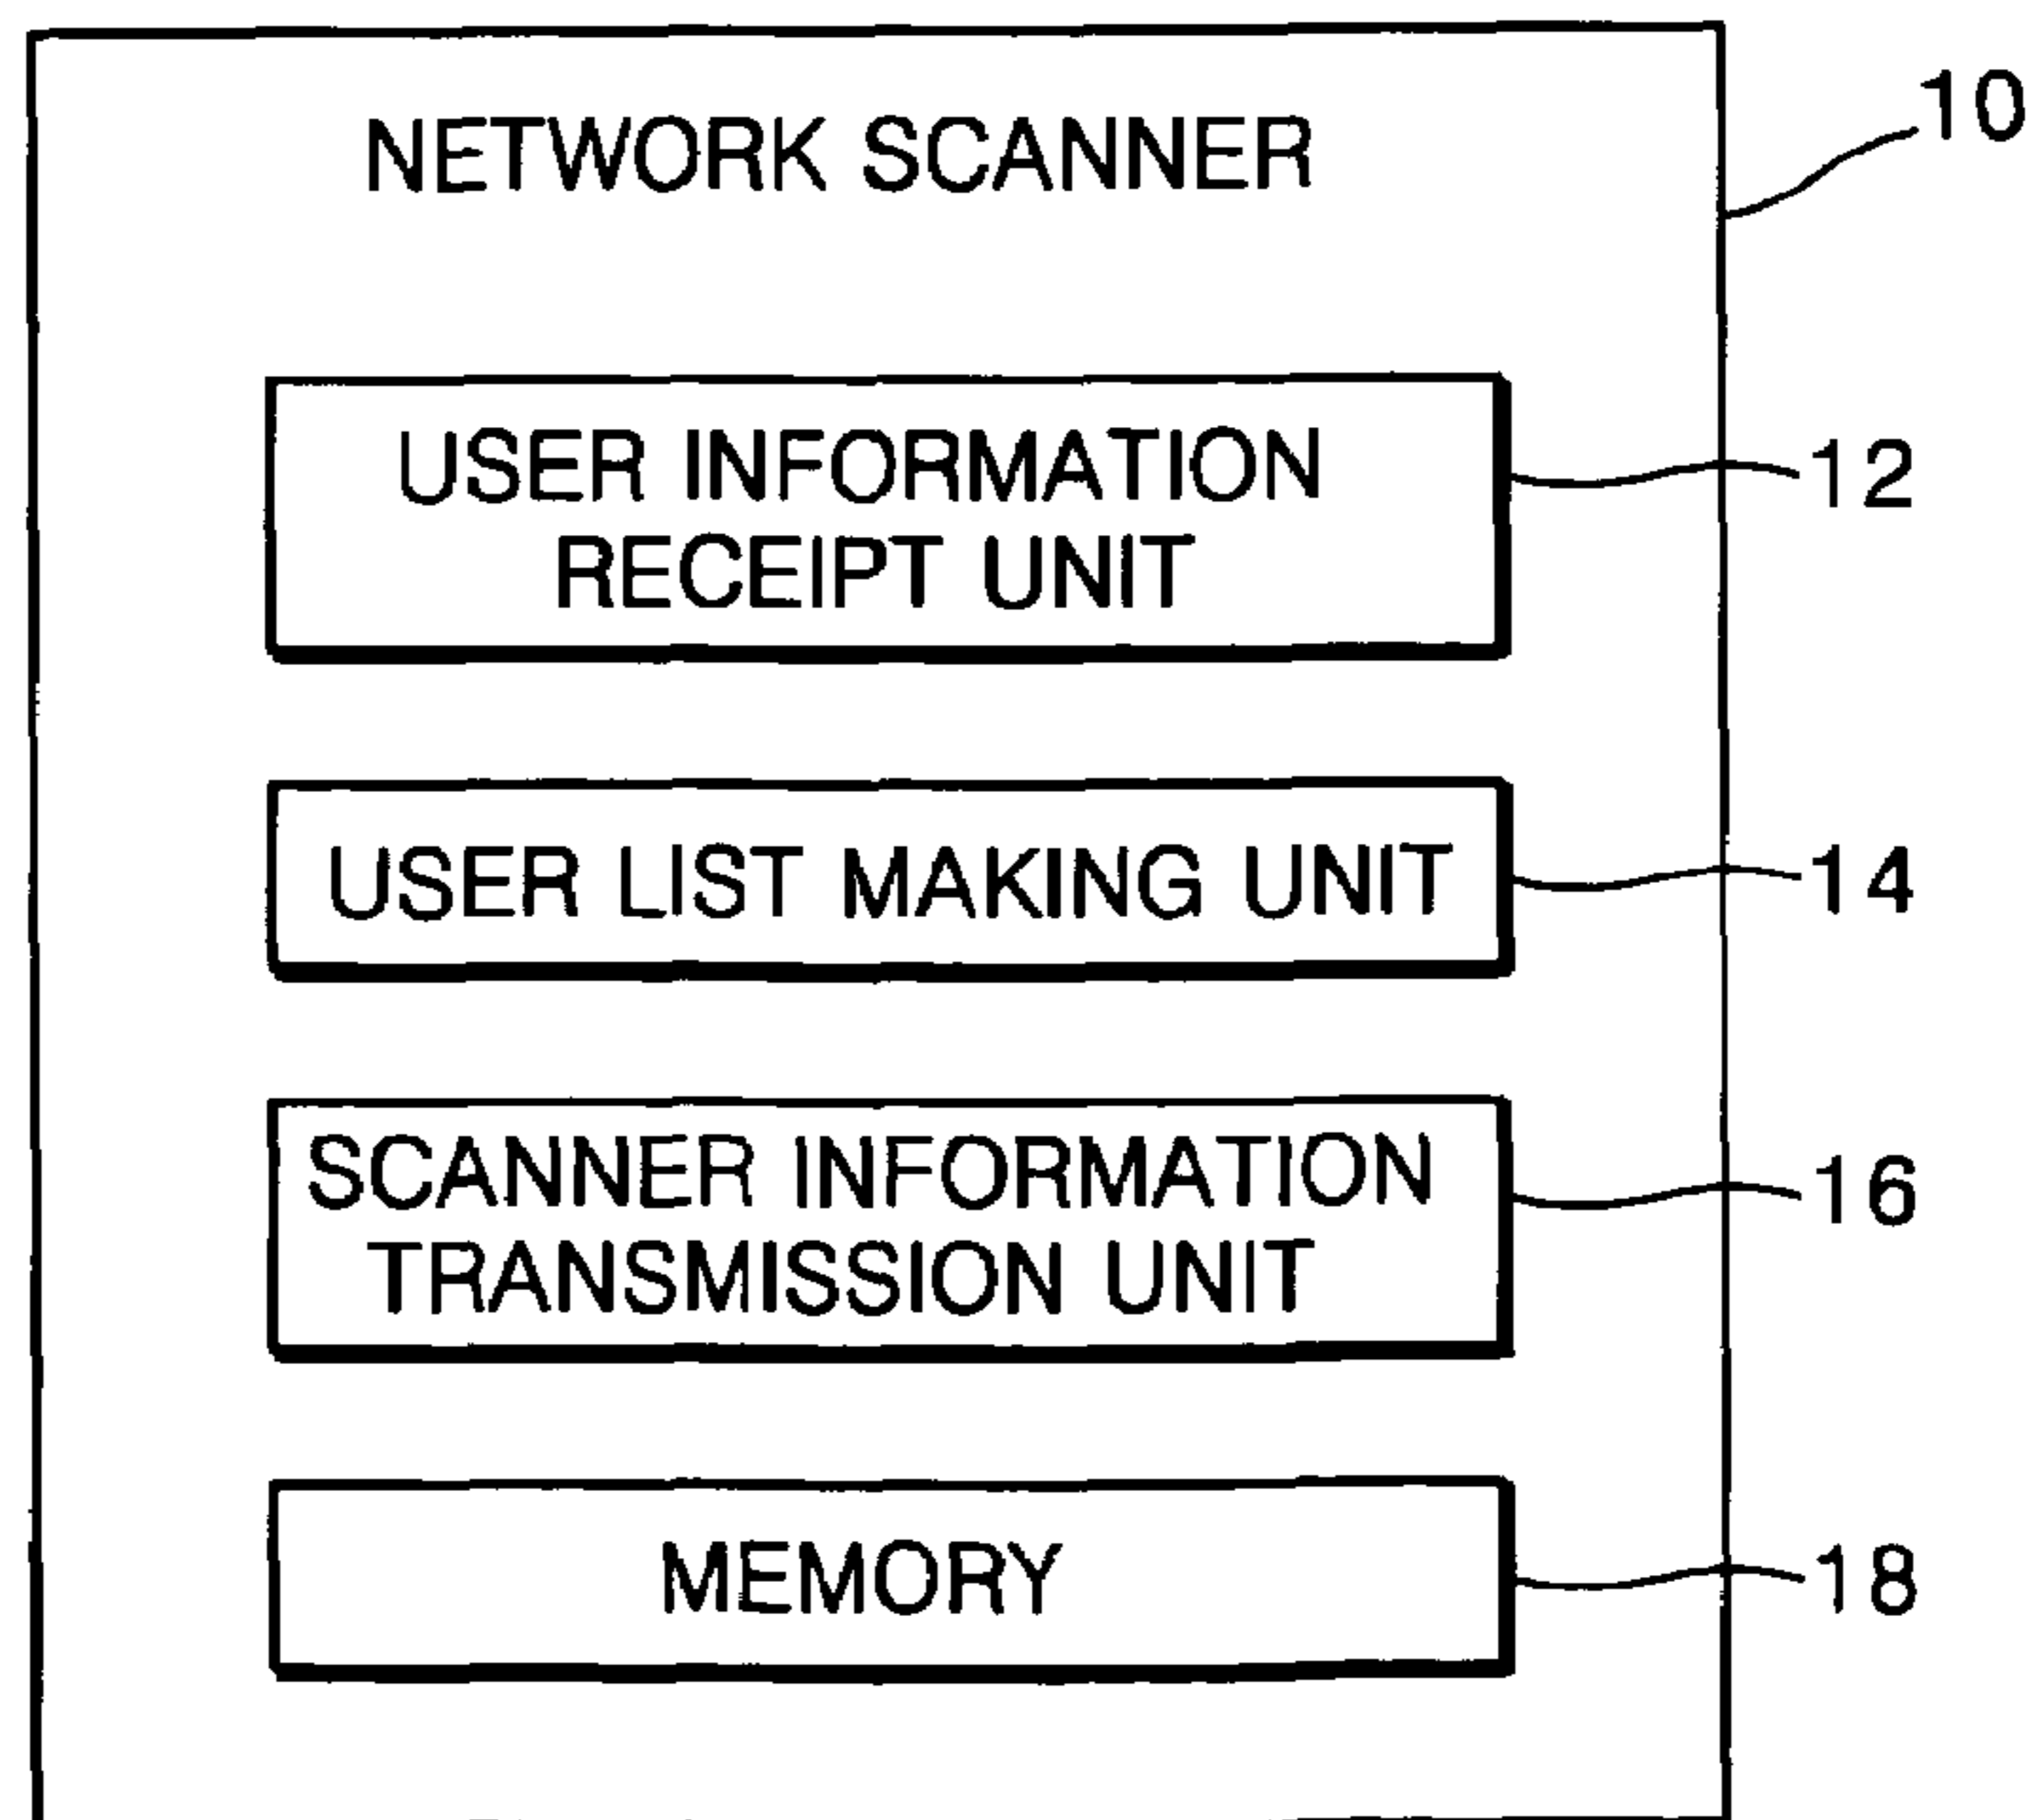 NETWORK SCANNER
10
USER INFORMATION
RECEIPT UNIT
12
USER LIST MAKING UNIT
14
SCANNER INFORMATION
TRANSMISSION UNIT
16
MEMORY
18